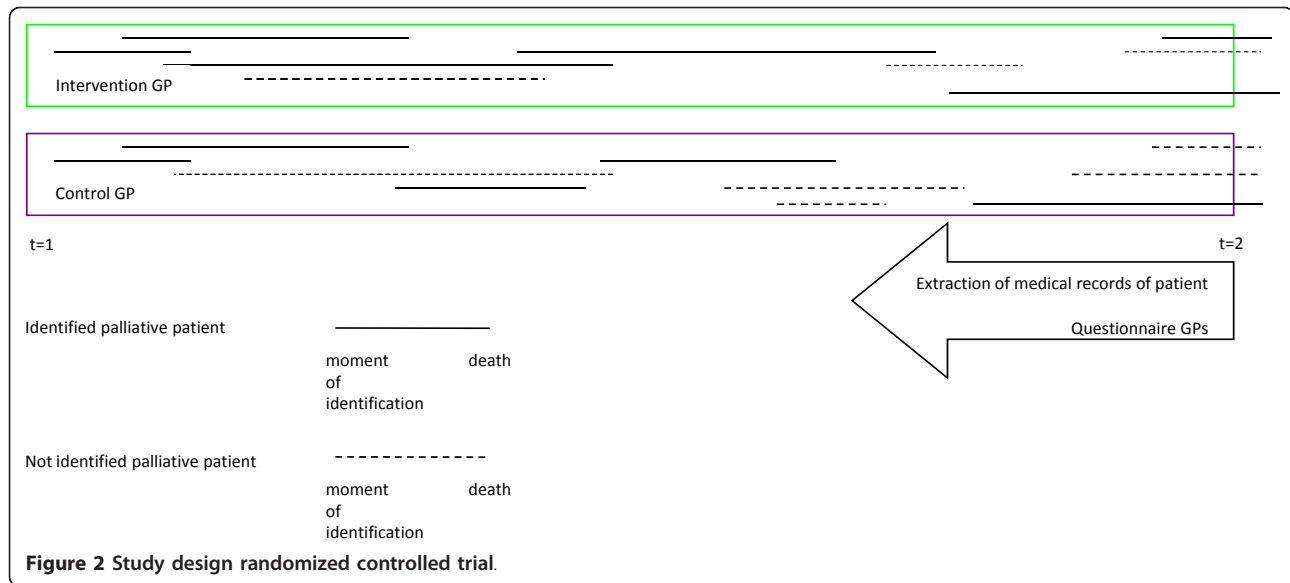 Intervention GP
Control GP
t=1
t=2
Extraction of medical records of patient
Questionnaire GPs
Identified palliative patient
moment death
of
identification
Not identified palliative patient
moment death
of
identification
Figure 2 Study design randomized controlled trial.